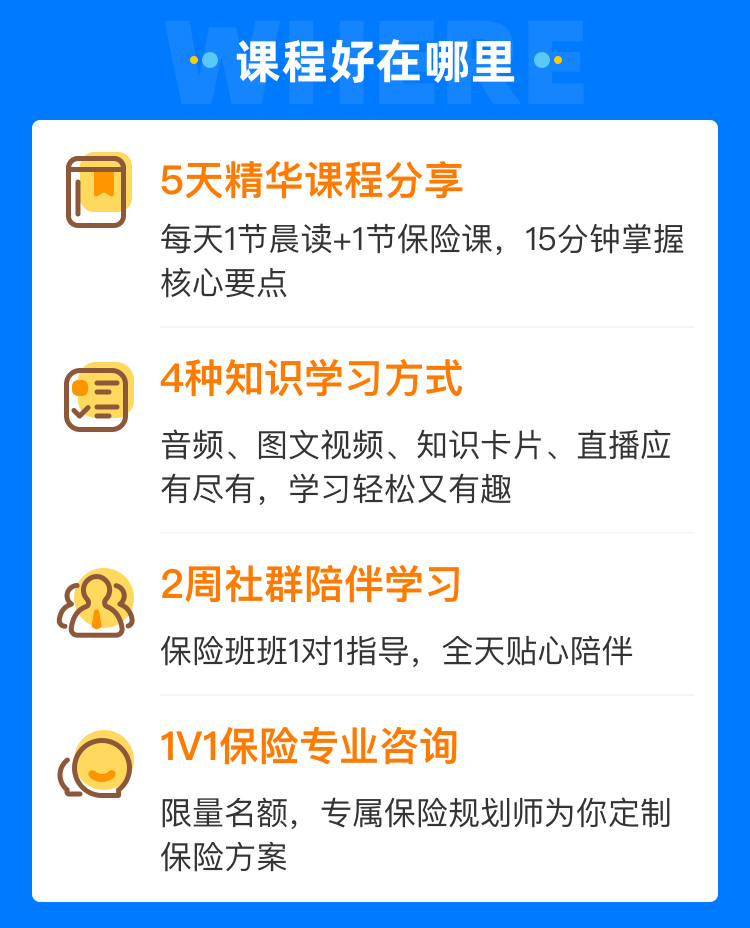 WHERE
课程好在哪里
5天精华课程分享
每天1节晨读+1节保险课，15分钟掌握
核心要点
4种知识学习方式
音频、图文视频、知识卡片、直播应
有尽有，学习轻松又有趣
2周社群陪伴学习
保险班班1对1指导，全天贴心陪伴
1V1保险专业咨询
限量名额，专属保险规划师为你定制
保险方案